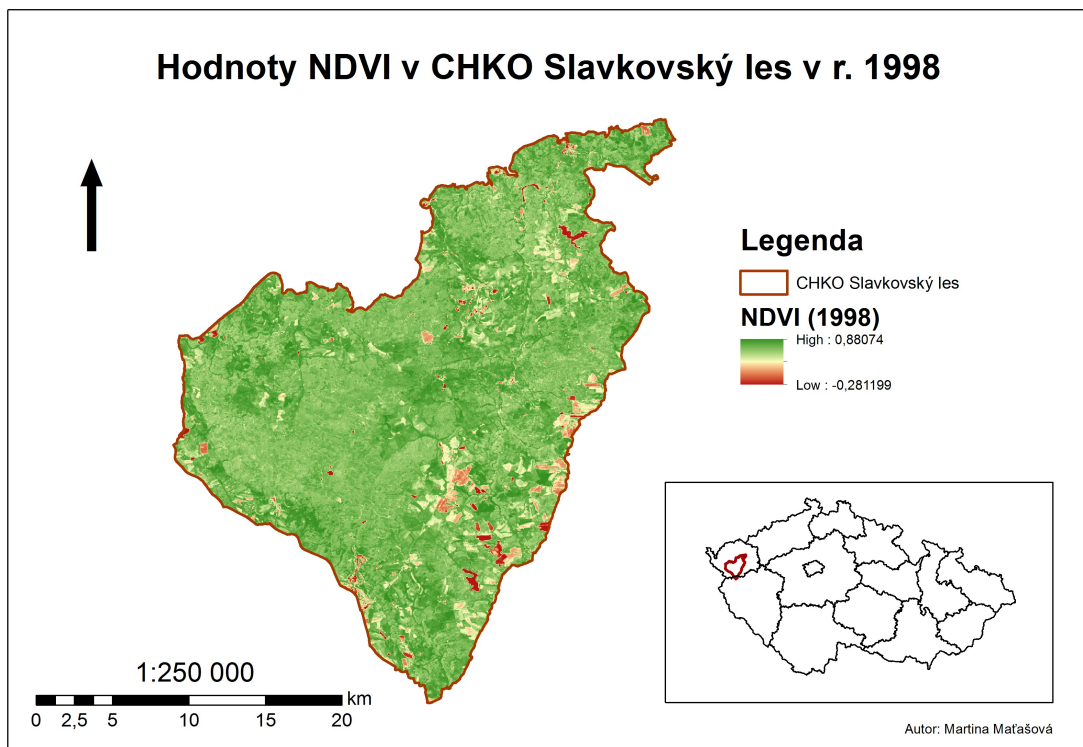 Hodnoty NDVI v CHKO Slavkovský les v r. 1998
Legenda
CHKO Slavkovský les
NDVI (1998)
High : 0,88074
Low : -0,281199
1:250 000
km
0 2,5 5 10 15 20
Autor: Martina Maťašová